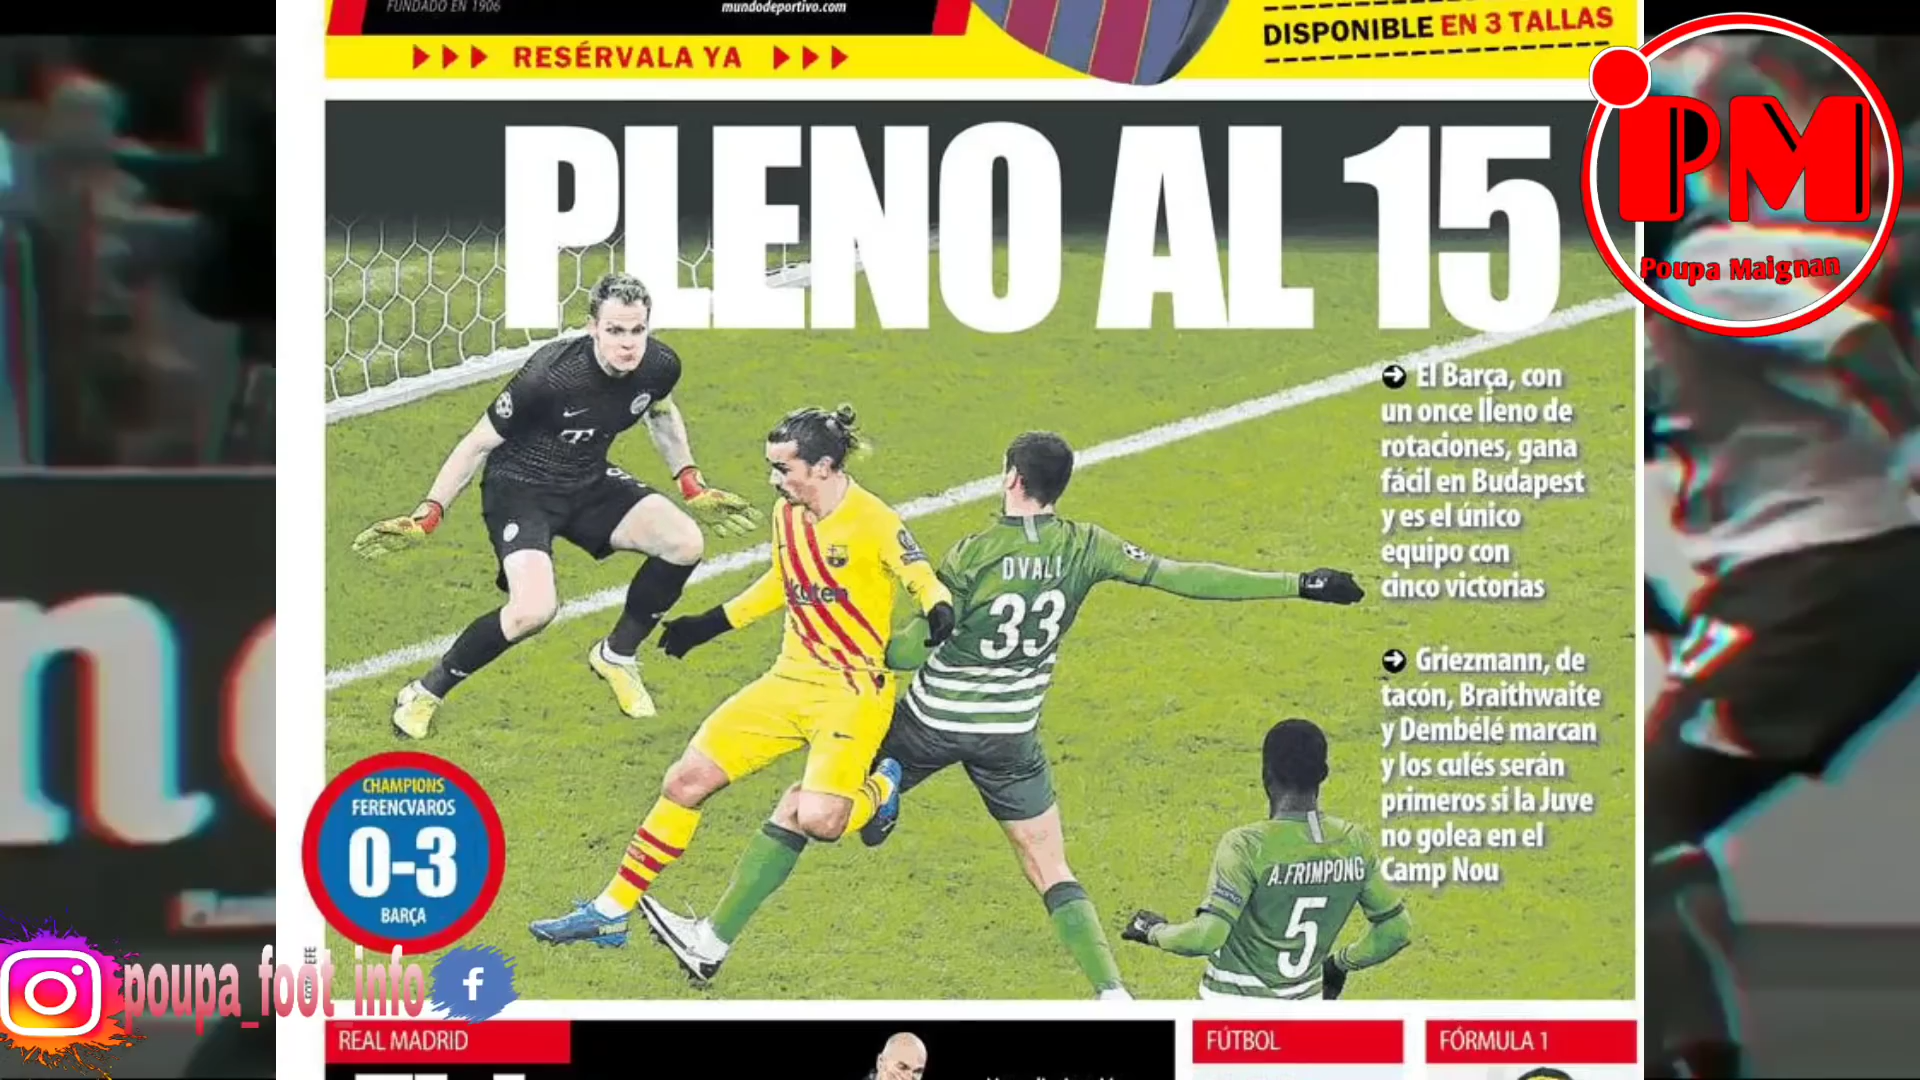 FUNDADO EN 1906
mundodeportivo.com
RESÉRVALA YA
DISPONIBLE EN 3 TALLAS
PM
Poupa Maignan
PLENO AL 15
El Barça, con
un once lleno de
rotaciones, gana
fácil en Budapest
y es el único
equipo con
cinco victorias
Griezmann, de
tacón, Braithwaite
y Dembélé marcan
y los culés serán
primeros si la Juve
no golea en el
Camp Nou
DVALI
33
A.FRIMPONG
5
CHAMPIONS
FERENCVAROS
0-3
BARÇA
poupa_foot_info
f
REAL MADRID
FÚTBOL
FÓRMULA 1